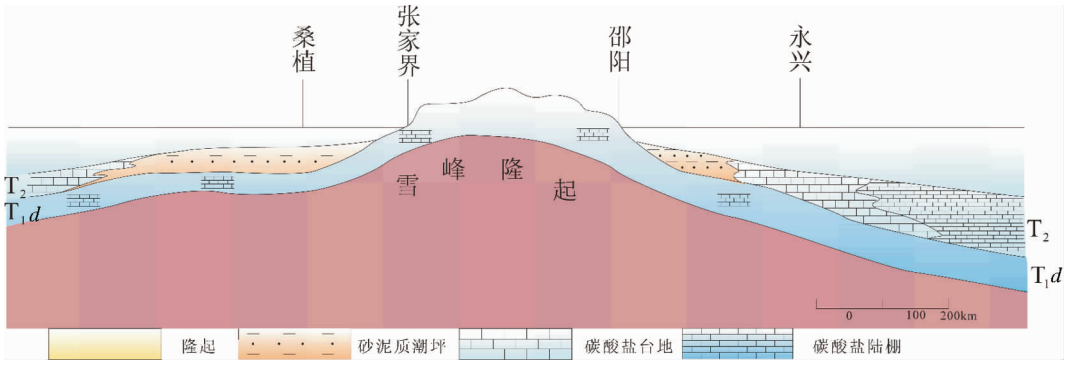 桑植
张家界
邵阳
永兴
雪峰隆起
T₂
T₁d
T₂
T₁d
0 100 200km
隆起
砂泥质潮坪
碳酸盐台地
碳酸盐陆棚